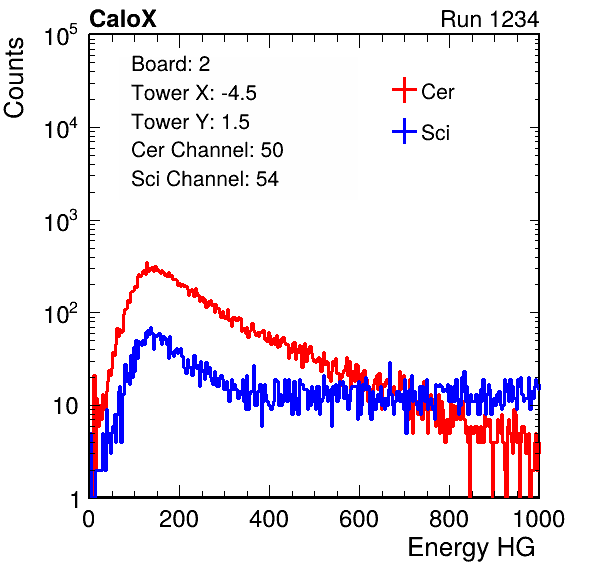 CaloX Run 1234
10^5
10^4
10^3
10^2
10
1
Counts
Board: 2
Tower X: -4.5
Tower Y: 1.5
Cer Channel: 50
Sci Channel: 54
Cer
Sci
0 200 400 600 800 1000
Energy HG